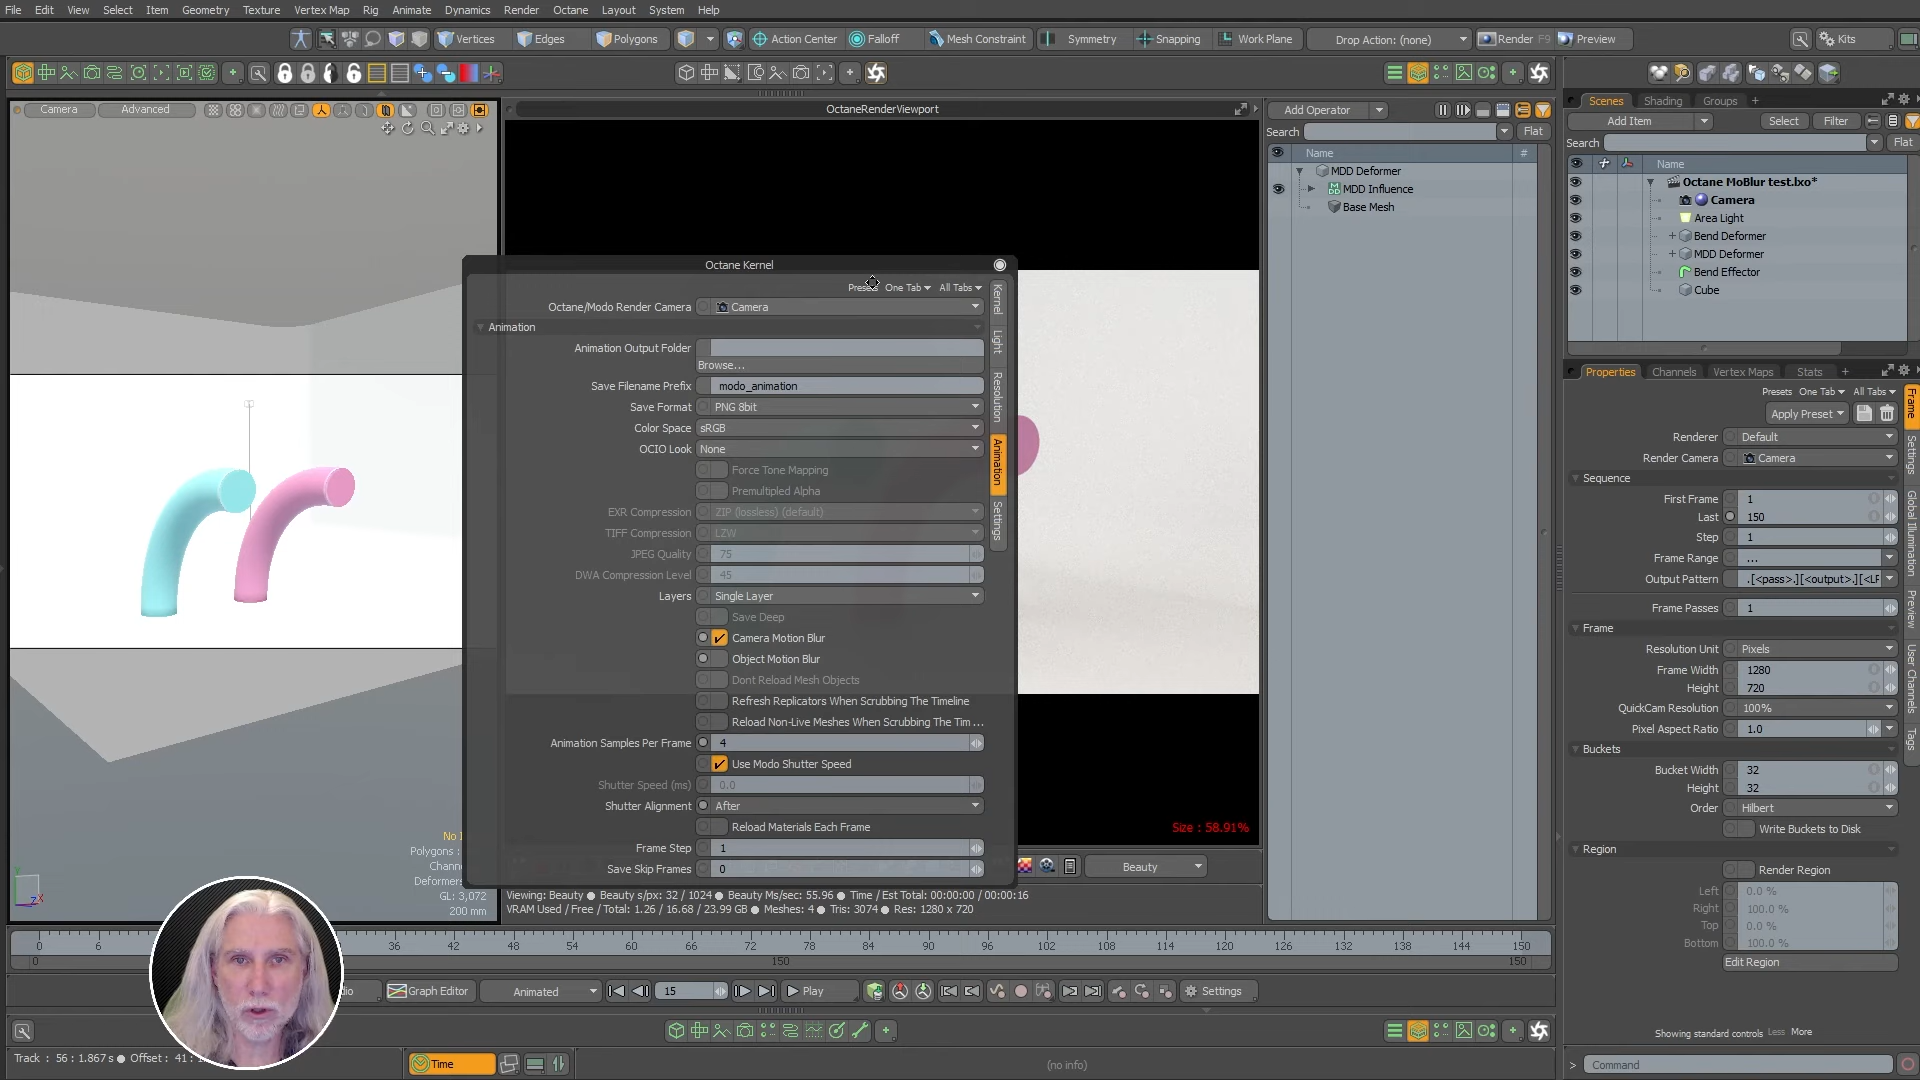 File Edit View Select Item Geometry Texture Vertex Map Rig Animate Dynamics Render Octane Layout System Help
Vertices Edges Polygons Action Center Falloff Mesh Constraint Symmetry Snapping Work Plane Drop Action: (none) Render F9 Preview Kits
Camera Advanced
OctaneRenderViewport
Octane Kernel
Presets One Tab All Tabs
Octane/Modo Render Camera Camera
Animation
Animation Output Folder
Browse...
Save Filename Prefix modo_animation
Save Format PNG 8bit
Color Space sRGB
OCIO Look None
Force Tone Mapping
Premultipled Alpha
EXR Compression ZIP (lossless) (default)
TIFF Compression LZW
JPEG Quality 75
DWA Compression Level 45
Layers Single Layer
Save Deep
Camera Motion Blur
Object Motion Blur
Dont Reload Mesh Objects
Refresh Replicators When Scrubbing The Timeline
Reload Non-Live Meshes When Scrubbing The Tim ...
Animation Samples Per Frame 4
Use Modo Shutter Speed
Shutter Speed (ms) 0.0
Shutter Alignment After
Reload Materials Each Frame
Frame Step 1
Save Skip Frames 0
Kernel
Light
Resolution
Animation
Settings
No I
Polygons :
Chann
Deformers
GL: 3,072
200 mm
Size : 58.91%
Beauty
Viewing: Beauty Beauty s/px: 32 / 1024 Beauty Ms/sec: 55.96 Time / Est Total: 00:00:00 / 00:00:16
VRAM Used / Free / Total: 1.26 / 16.68 / 23.99 GB Meshes: 4 Tris: 3074 Res: 1280 x 720
Add Operator
Search Flat
Name #
MDD Deformer
MDD Influence
Base Mesh
Scenes Shading Groups +
Add Item Select Filter
Search Flat
Name
Octane MoBlur test.lxo*
Camera
Area Light
Bend Deformer
MDD Deformer
Bend Effector
Cube
Properties Channels Vertex Maps Stats +
Presets One Tab All Tabs
Apply Preset
Renderer Default
Render Camera Camera
Sequence
First Frame 1
Last 150
Step 1
Frame Range ...
Output Pattern .[<pass>.][<output>.][<LR
Frame Passes 1
Frame
Resolution Unit Pixels
Frame Width 1280
Height 720
QuickCam Resolution 100%
Pixel Aspect Ratio 1.0
Buckets
Bucket Width 32
Height 32
Order Hilbert
Write Buckets to Disk
Region
Render Region
Left 0.0 %
Right 100.0 %
Top 0.0 %
Bottom 100.0 %
Edit Region
Frame
Settings
Global Illumination
Preview
User Channels
Tags
Showing standard controls Less More
0 6 36 42 48 54 60 66 72 78 84 90 96 102 108 114 120 126 132 138 144 150
0 150 150
dio Graph Editor Animated 15 Play Settings
Track : 56 : 1.867 s Offset : 41 : Time (no info) > Command